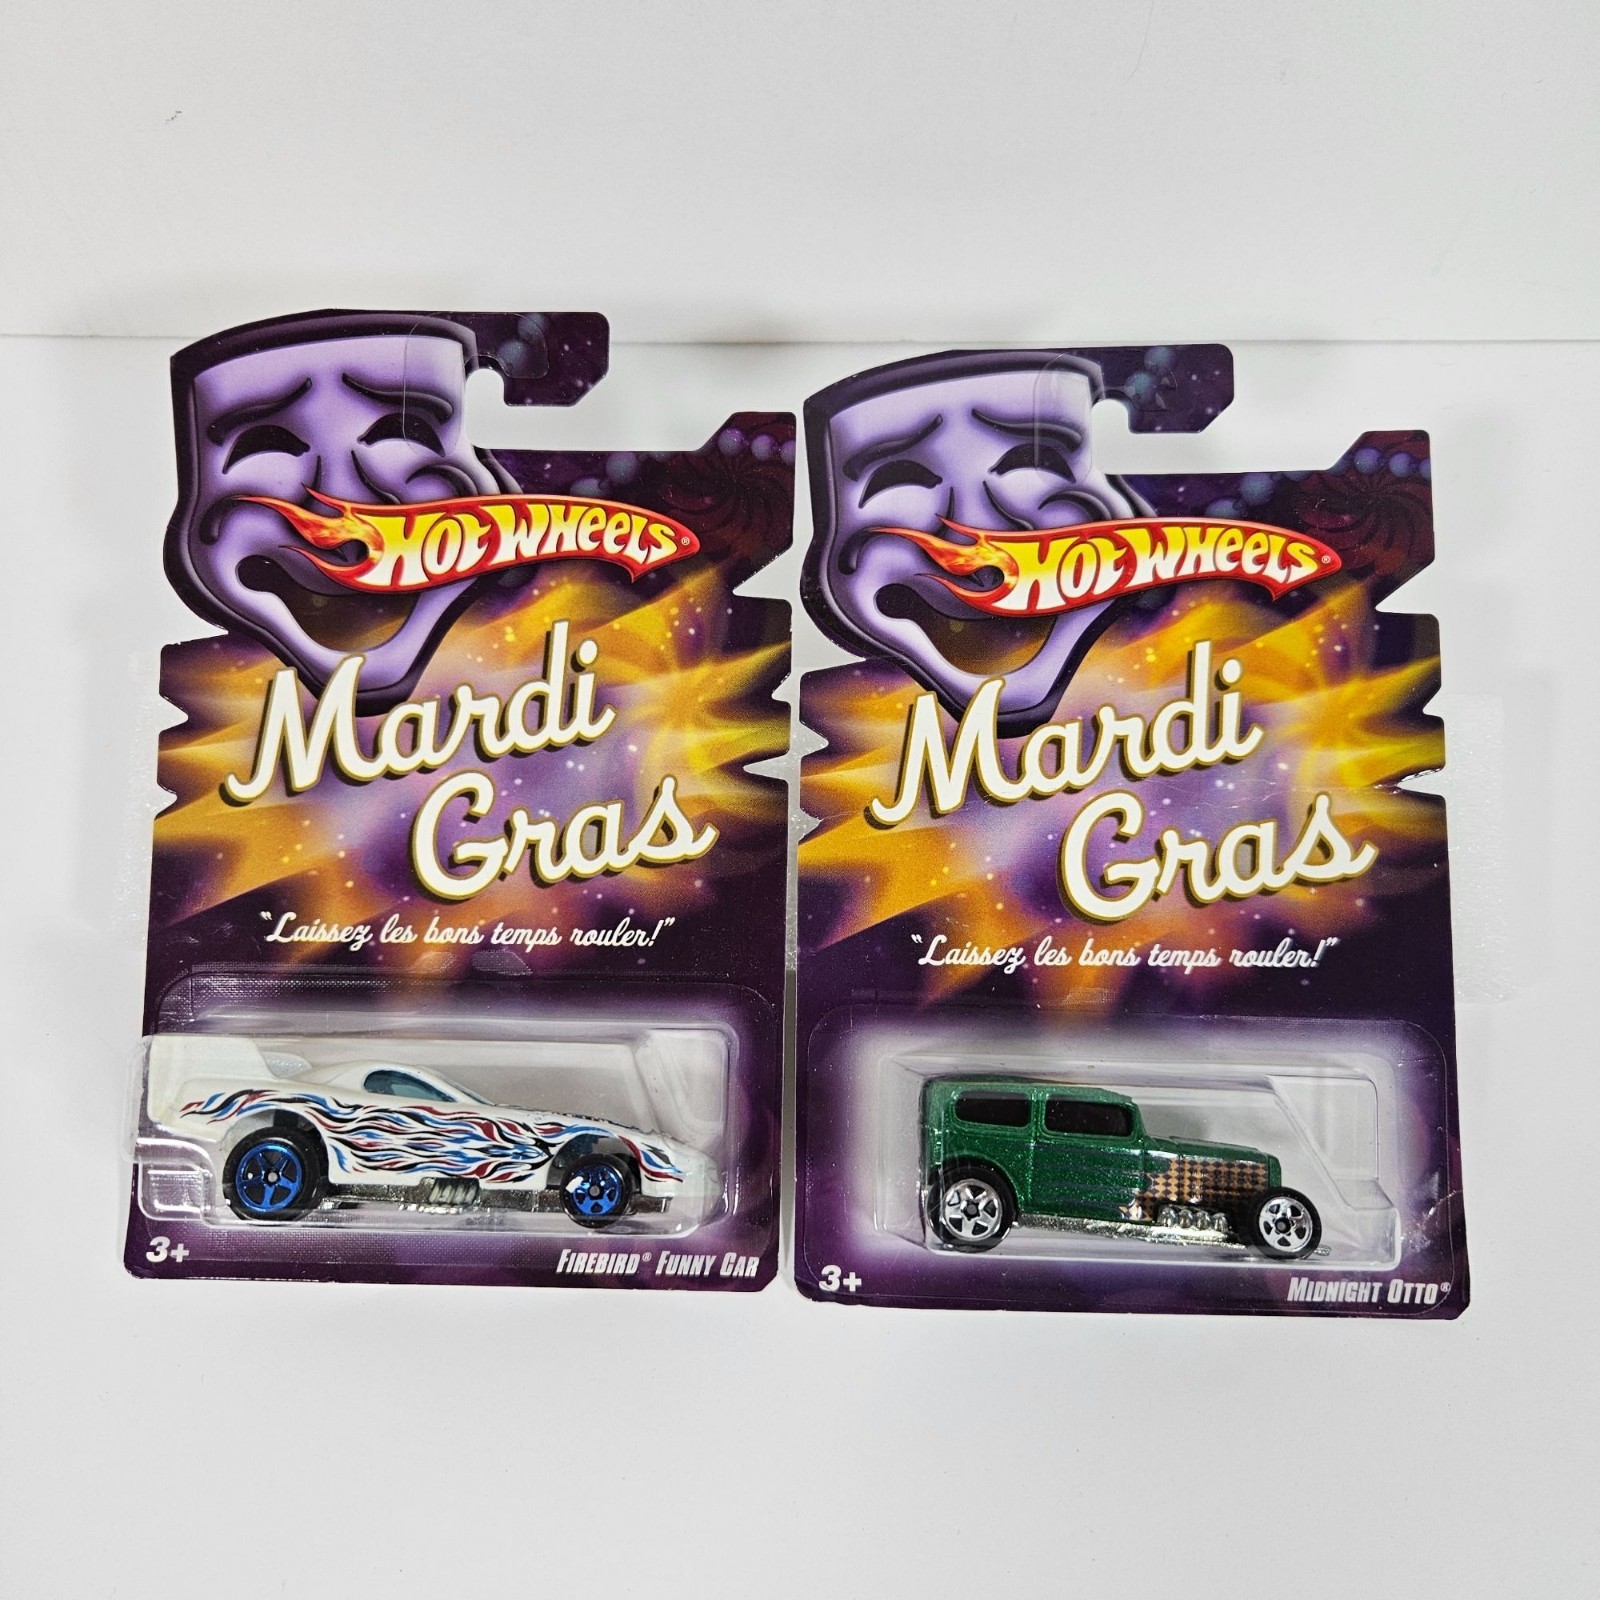 HOT WHEELS®
Mardi
Gras
"Laissez les bons temps rouler!"
3+
FIREBIRD® FUNNY CAR
HOT WHEELS®
Mardi
Gras
"Laissez les bons temps rouler!"
3+
MIDNIGHT OTTO®